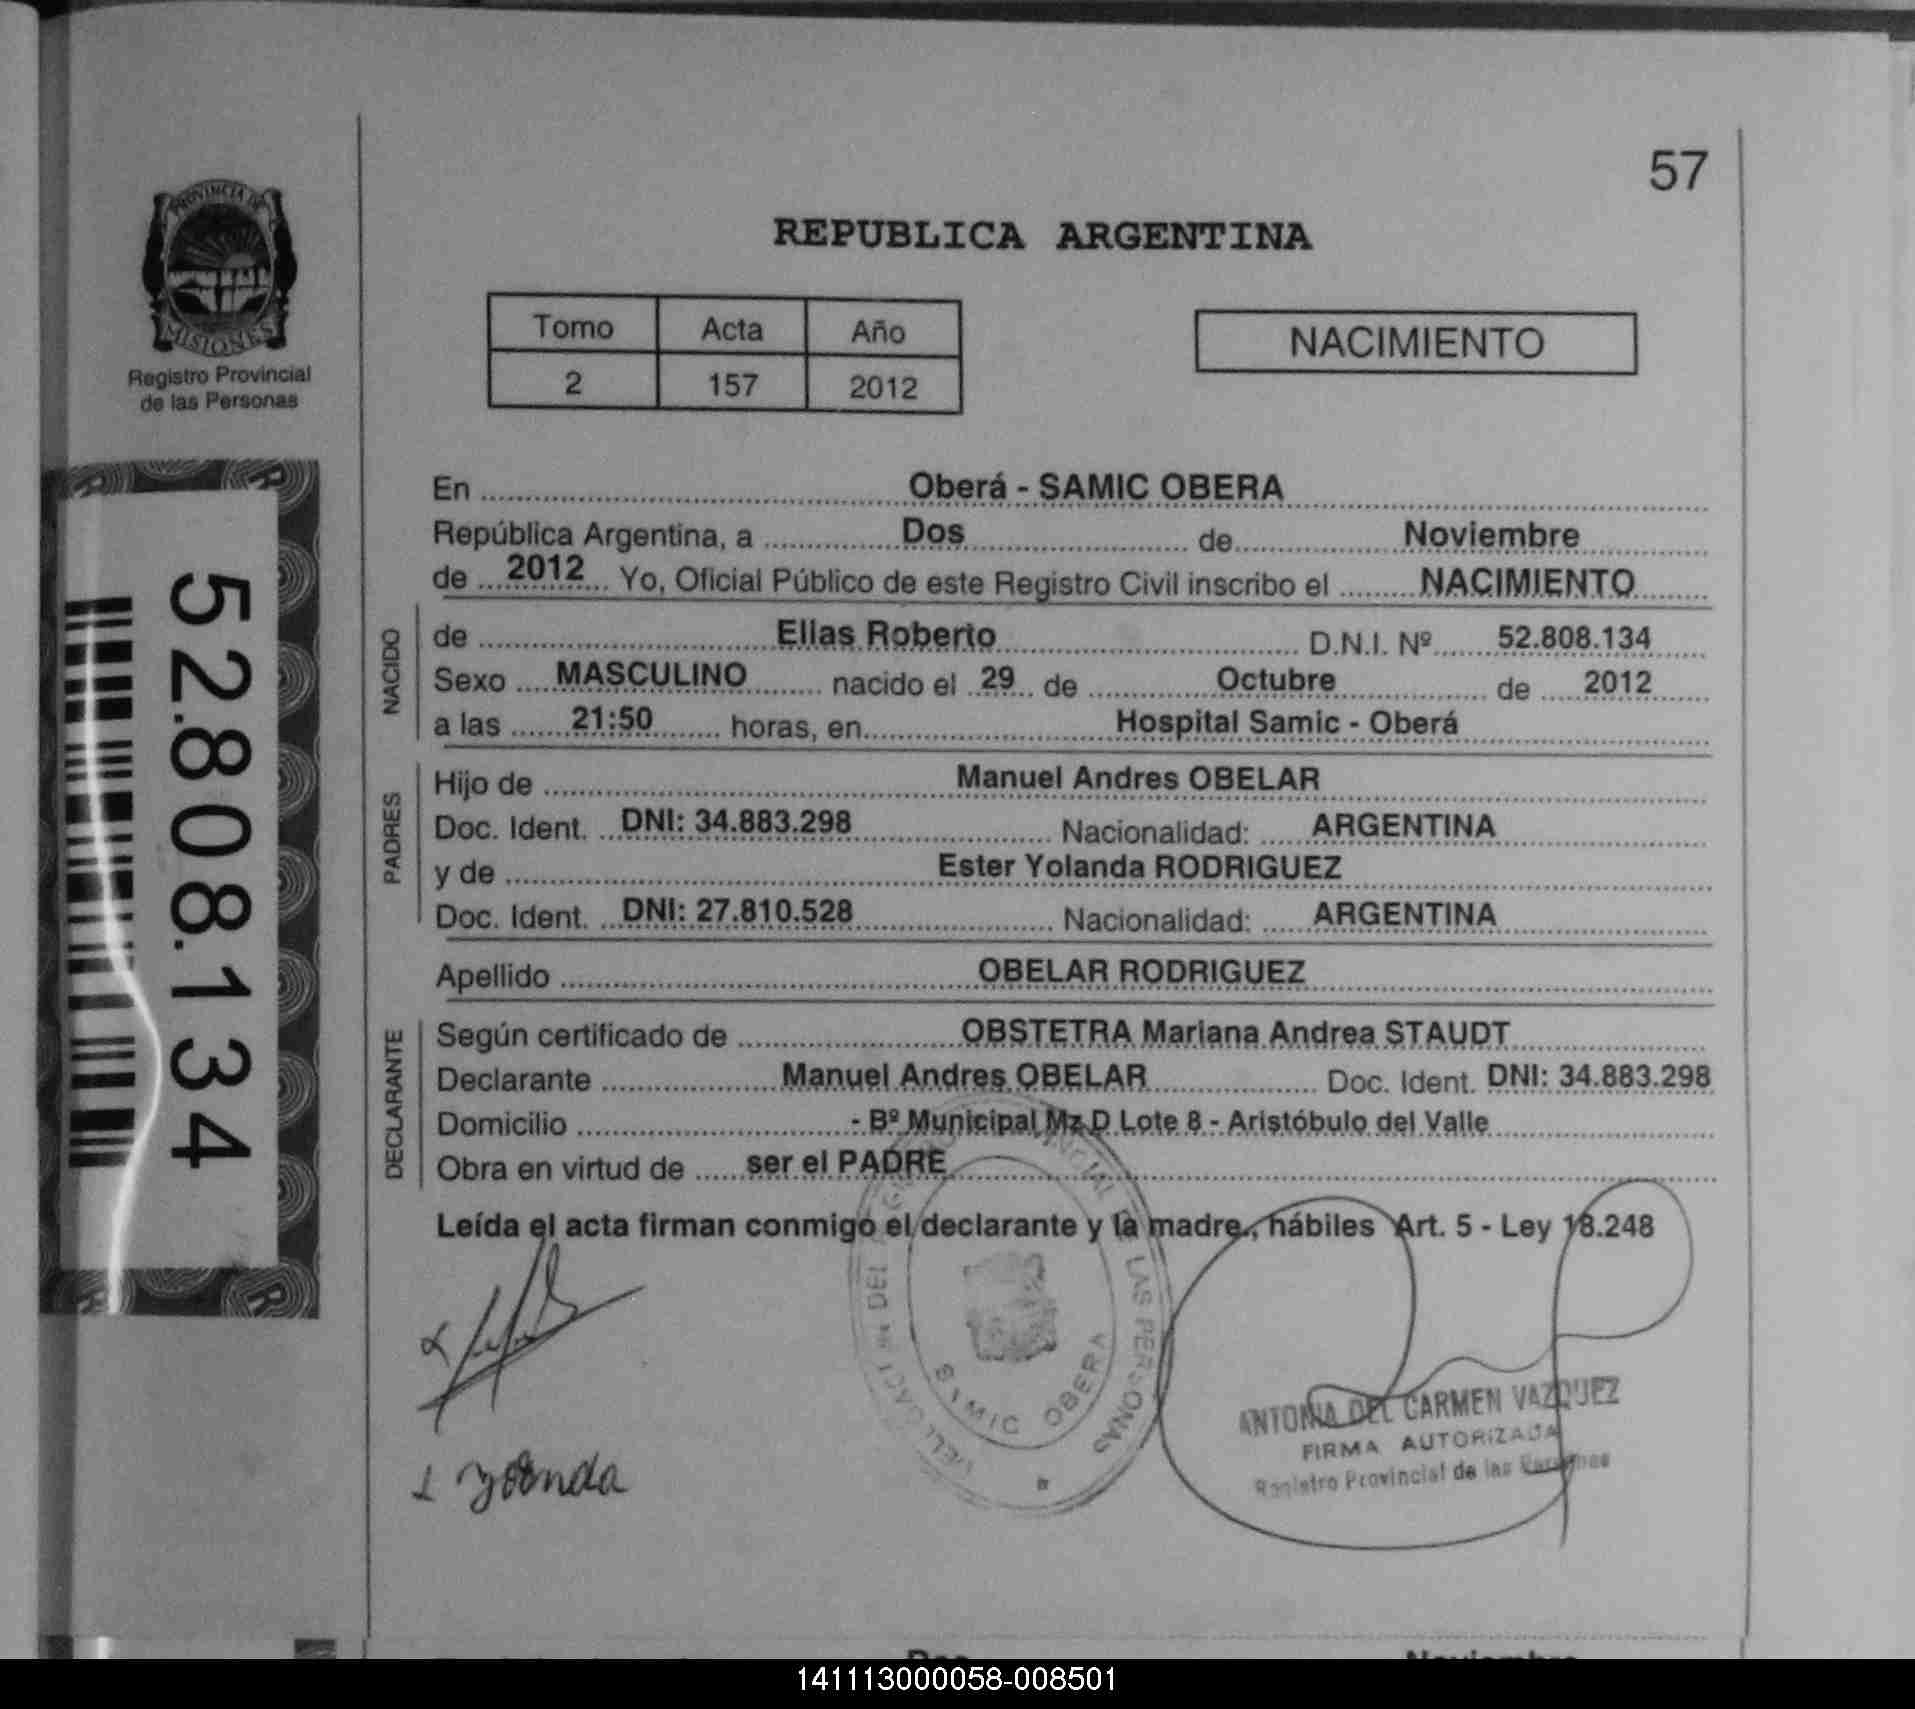 57
PROVINCIA DE
MISIONES
Registro Provincial
de las Personas
REPUBLICA ARGENTINA
Tomo Acta Año
2 157 2012
NACIMIENTO
52.808.134
En Oberá - SAMIC OBERA
República Argentina, a Dos de Noviembre
de 2012 Yo, Oficial Público de este Registro Civil inscribo el NACIMIENTO
NACIDO
de Elias Roberto D.N.I. Nº 52.808.134
Sexo MASCULINO nacido el 29 de Octubre de 2012
a las 21:50 horas, en Hospital Samic - Oberá
PADRES
Hijo de Manuel Andres OBELAR
Doc. Ident. DNI: 34.883.298 Nacionalidad: ARGENTINA
y de Ester Yolanda RODRIGUEZ
Doc. Ident. DNI: 27.810.528 Nacionalidad: ARGENTINA
Apellido OBELAR RODRIGUEZ
DECLARANTE
Según certificado de OBSTETRA Mariana Andrea STAUDT
Declarante Manuel Andres OBELAR Doc. Ident. DNI: 34.883.298
Domicilio - Bº Municipal Mz D Lote 8 - Aristóbulo del Valle
Obra en virtud de ser el PADRE
Leída el acta firman conmigo el declarante y la madre., hábiles Art. 5 - Ley 18.248
LAS PERSONAS
SAMIC OBERA
ANTONIA DEL CARMEN VAZQUEZ
FIRMA AUTORIZADA
Registro Provincial de las Personas
Noviembre
141113000058-008501